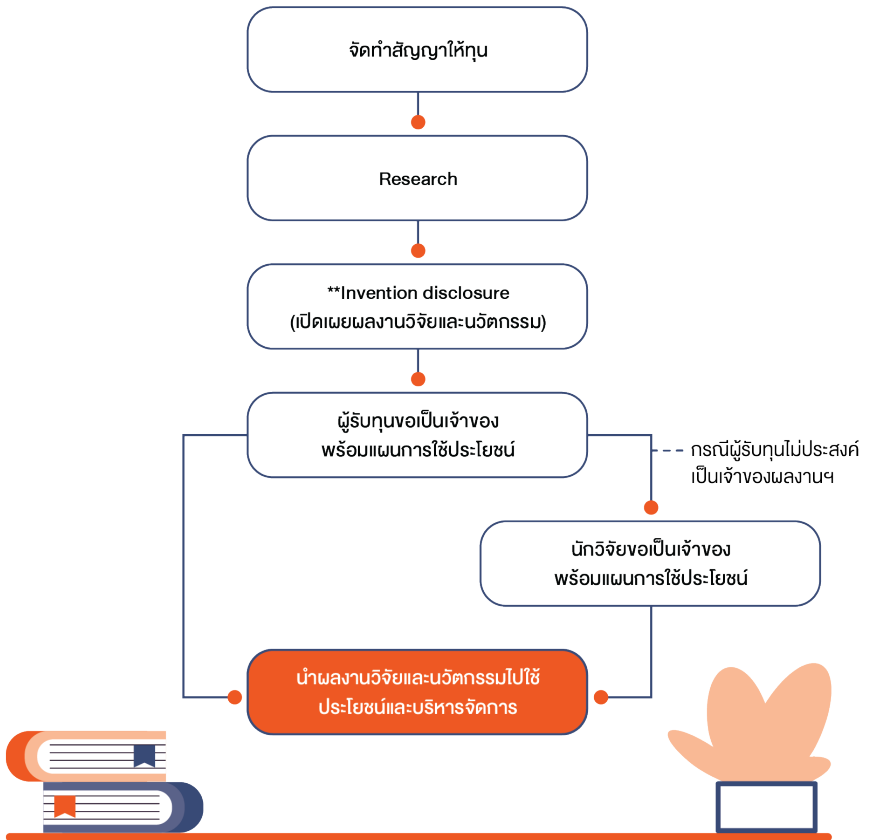 จัดทำสัญญาให้ทุน
Research
**Invention disclosure
(เปิดเผยผลงานวิจัยและนวัตกรรม)
ผู้รับทุนขอเป็นเจ้าของ
พร้อมแผนการใช้ประโยชน์
กรณีผู้รับทุนไม่ประสงค์
เป็นเจ้าของผลงานฯ
นักวิจัยขอเป็นเจ้าของ
พร้อมแผนการใช้ประโยชน์
นำผลงานวิจัยและนวัตกรรมไปใช้
ประโยชน์และบริหารจัดการ